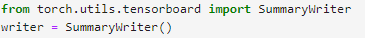 from torch.utils.tensorboard import SummaryWriter
writer = SummaryWriter()